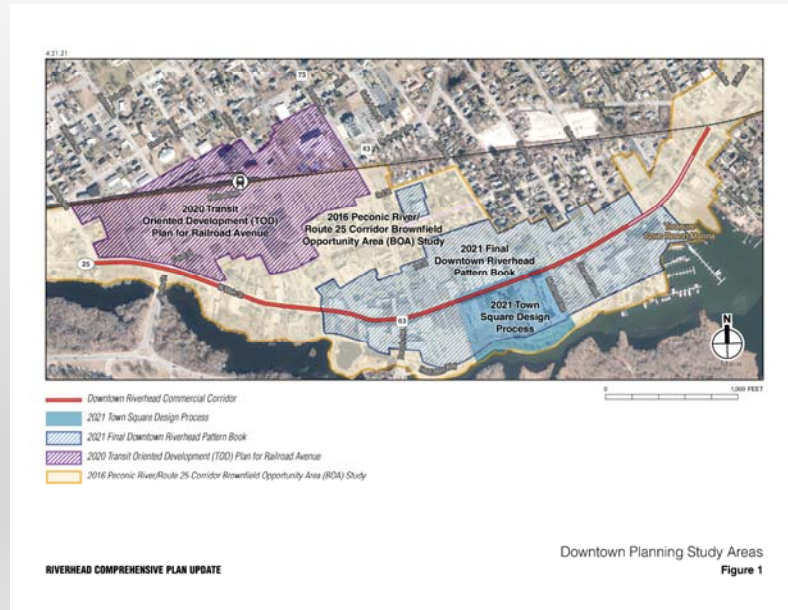 4.21.21
73
43
2020 Transit
Oriented Development (TOD)
Plan for Railroad Avenue
2016 Peconic River/
Route 25 Corridor Brownfield
Opportunity Area (BOA) Study
2021 Final
Downtown Riverhead
Pattern Book
25
63
2021 Town
Square Design
Process
N
0
1,000 FEET
Downtown Riverhead Commercial Corridor
2021 Town Square Design Process
2021 Final Downtown Riverhead Pattern Book
2020 Transit Oriented Development (TOD) Plan for Railroad Avenue
2016 Peconic River/Route 25 Corridor Brownfield Opportunity Area (BOA) Study
Downtown Planning Study Areas
RIVERHEAD COMPREHENSIVE PLAN UPDATE
Figure 1